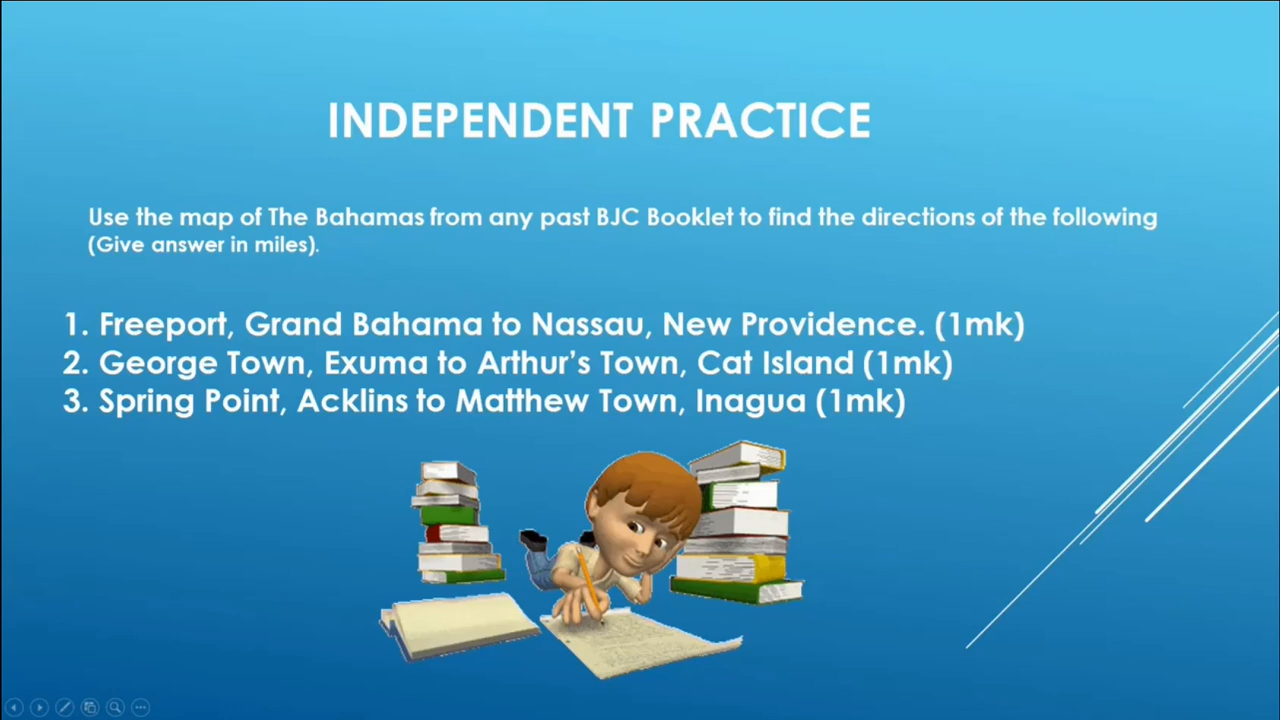 INDEPENDENT PRACTICE
Use the map of The Bahamas from any past BJC Booklet to find the directions of the following
(Give answer in miles).
1. Freeport, Grand Bahama to Nassau, New Providence. (1mk)
2. George Town, Exuma to Arthur's Town, Cat Island (1mk)
3. Spring Point, Acklins to Matthew Town, Inagua (1mk)